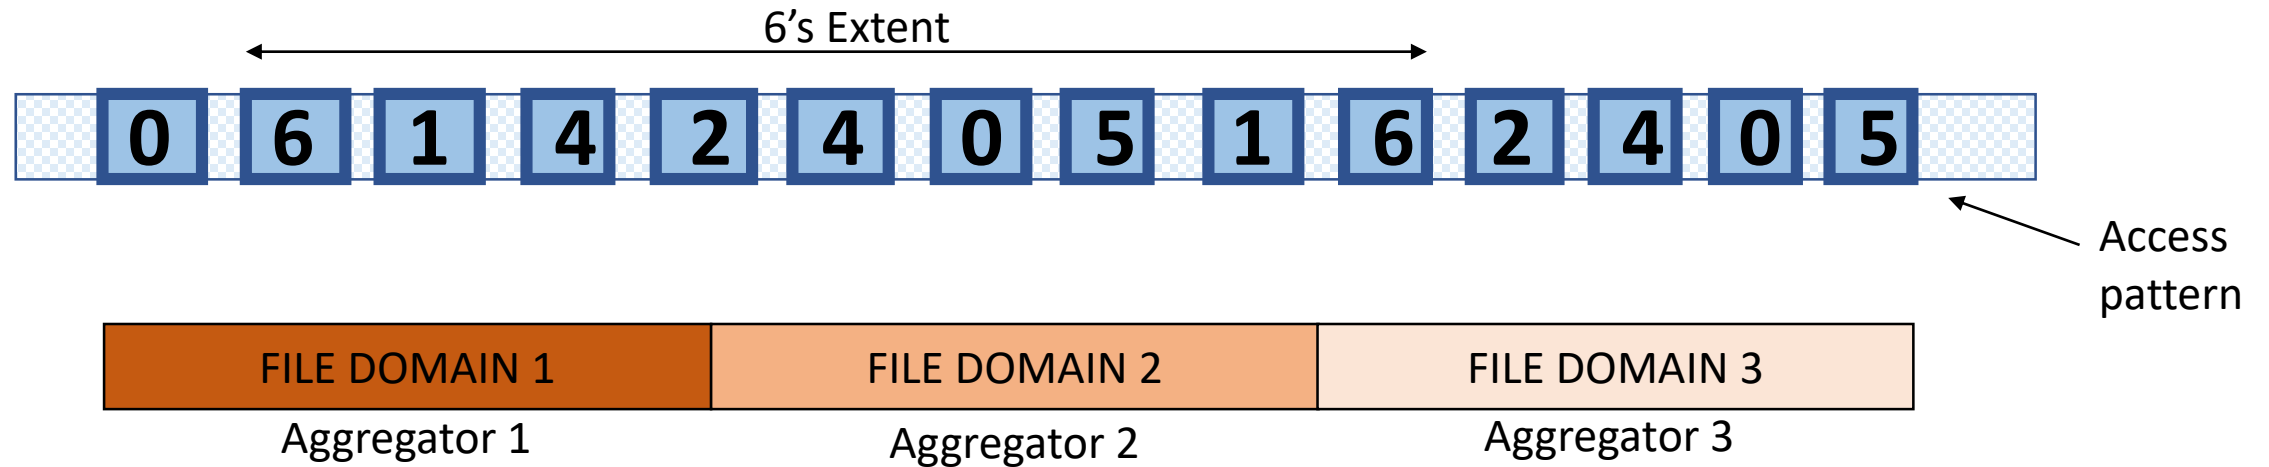 6’s Extent
0 6 1 4 2 4 0 5 1 6 2 4 0 5
Access
pattern
FILE DOMAIN 1 FILE DOMAIN 2 FILE DOMAIN 3
Aggregator 1 Aggregator 2 Aggregator 3